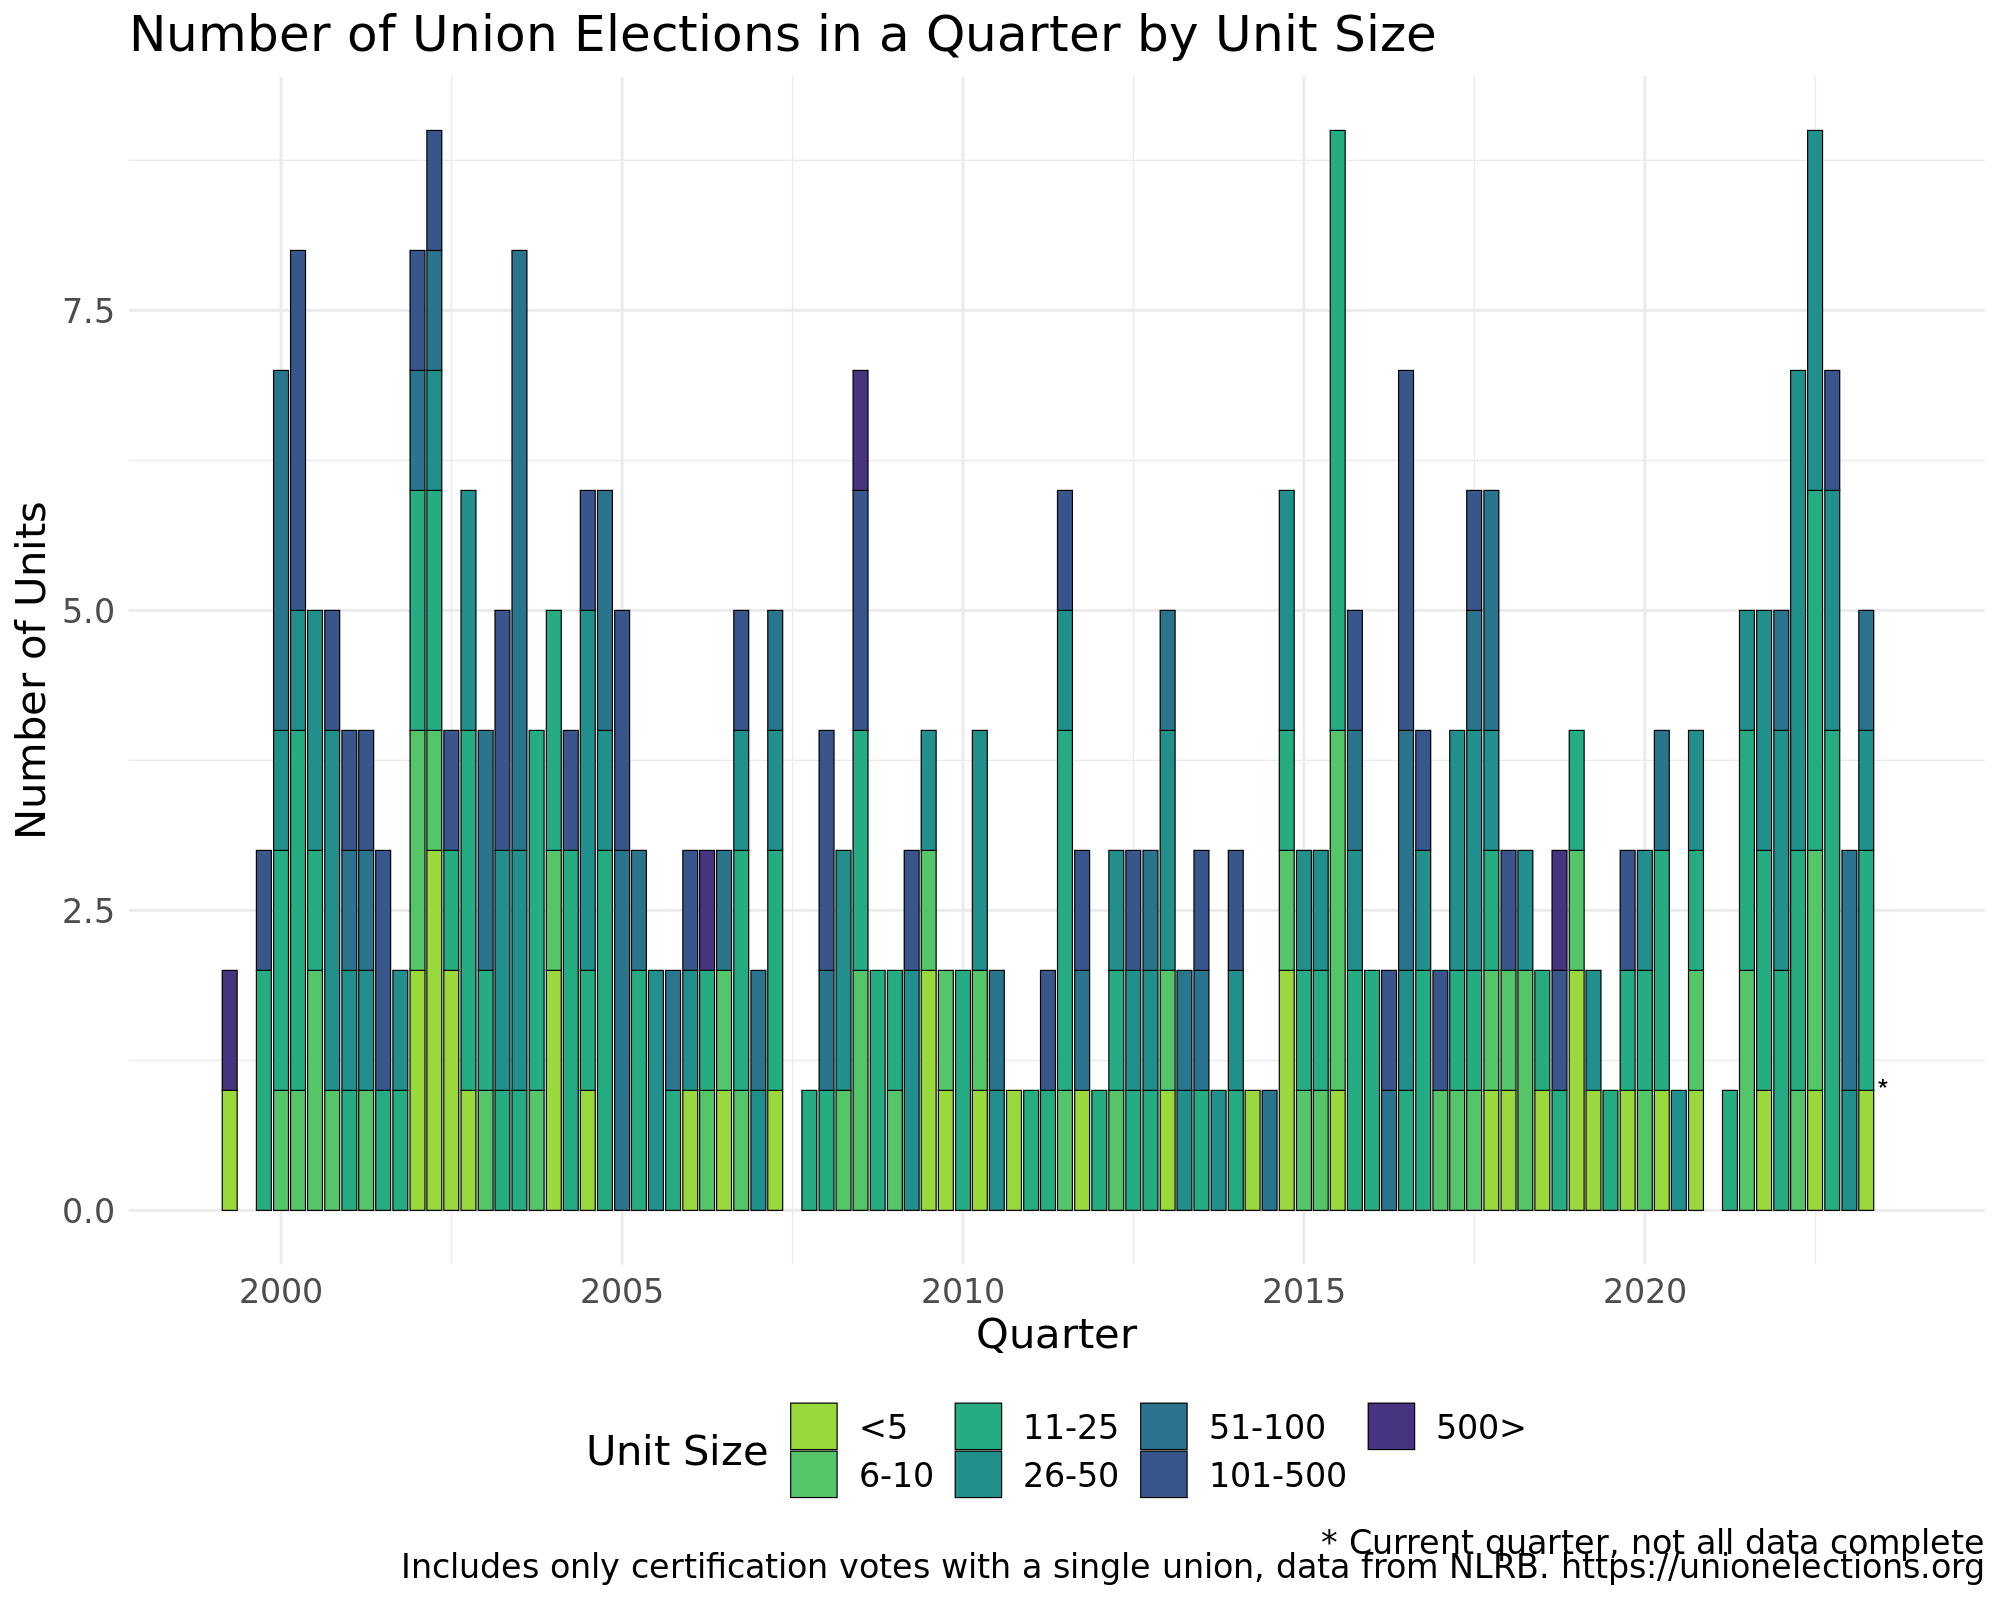 Number of Union Elections in a Quarter by Unit Size
Number of Units
7.5
5.0
2.5
0.0
*
2000 2005 2010 2015 2020
Quarter
Unit Size
<5 11-25 51-100 500>
6-10 26-50 101-500
* Current quarter, not all data complete
Includes only certification votes with a single union, data from NLRB. https://unionelections.org